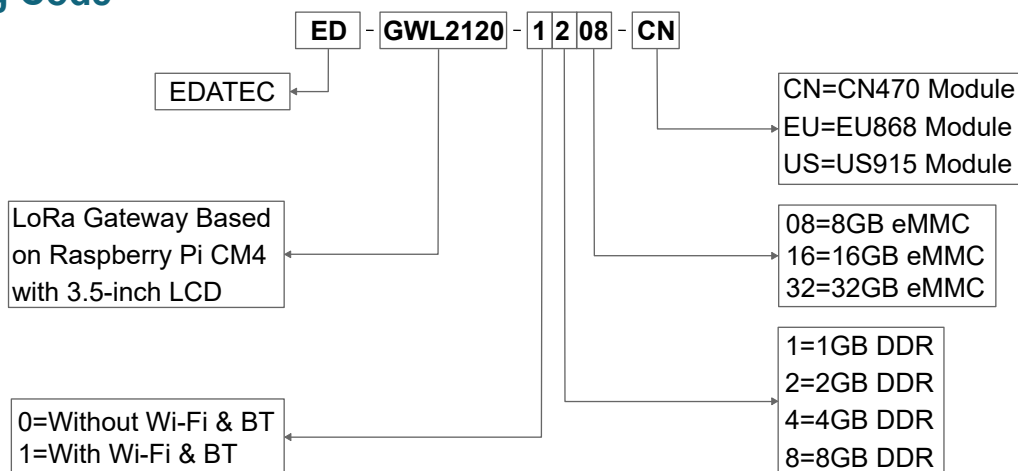 ED - GWL2120 - 1 2 08 - CN
EDATEC
CN=CN470 Module
EU=EU868 Module
US=US915 Module
LoRa Gateway Based
on Raspberry Pi CM4
with 3.5-inch LCD
08=8GB eMMC
16=16GB eMMC
32=32GB eMMC
1=1GB DDR
2=2GB DDR
4=4GB DDR
8=8GB DDR
0=Without Wi-Fi & BT
1=With Wi-Fi & BT